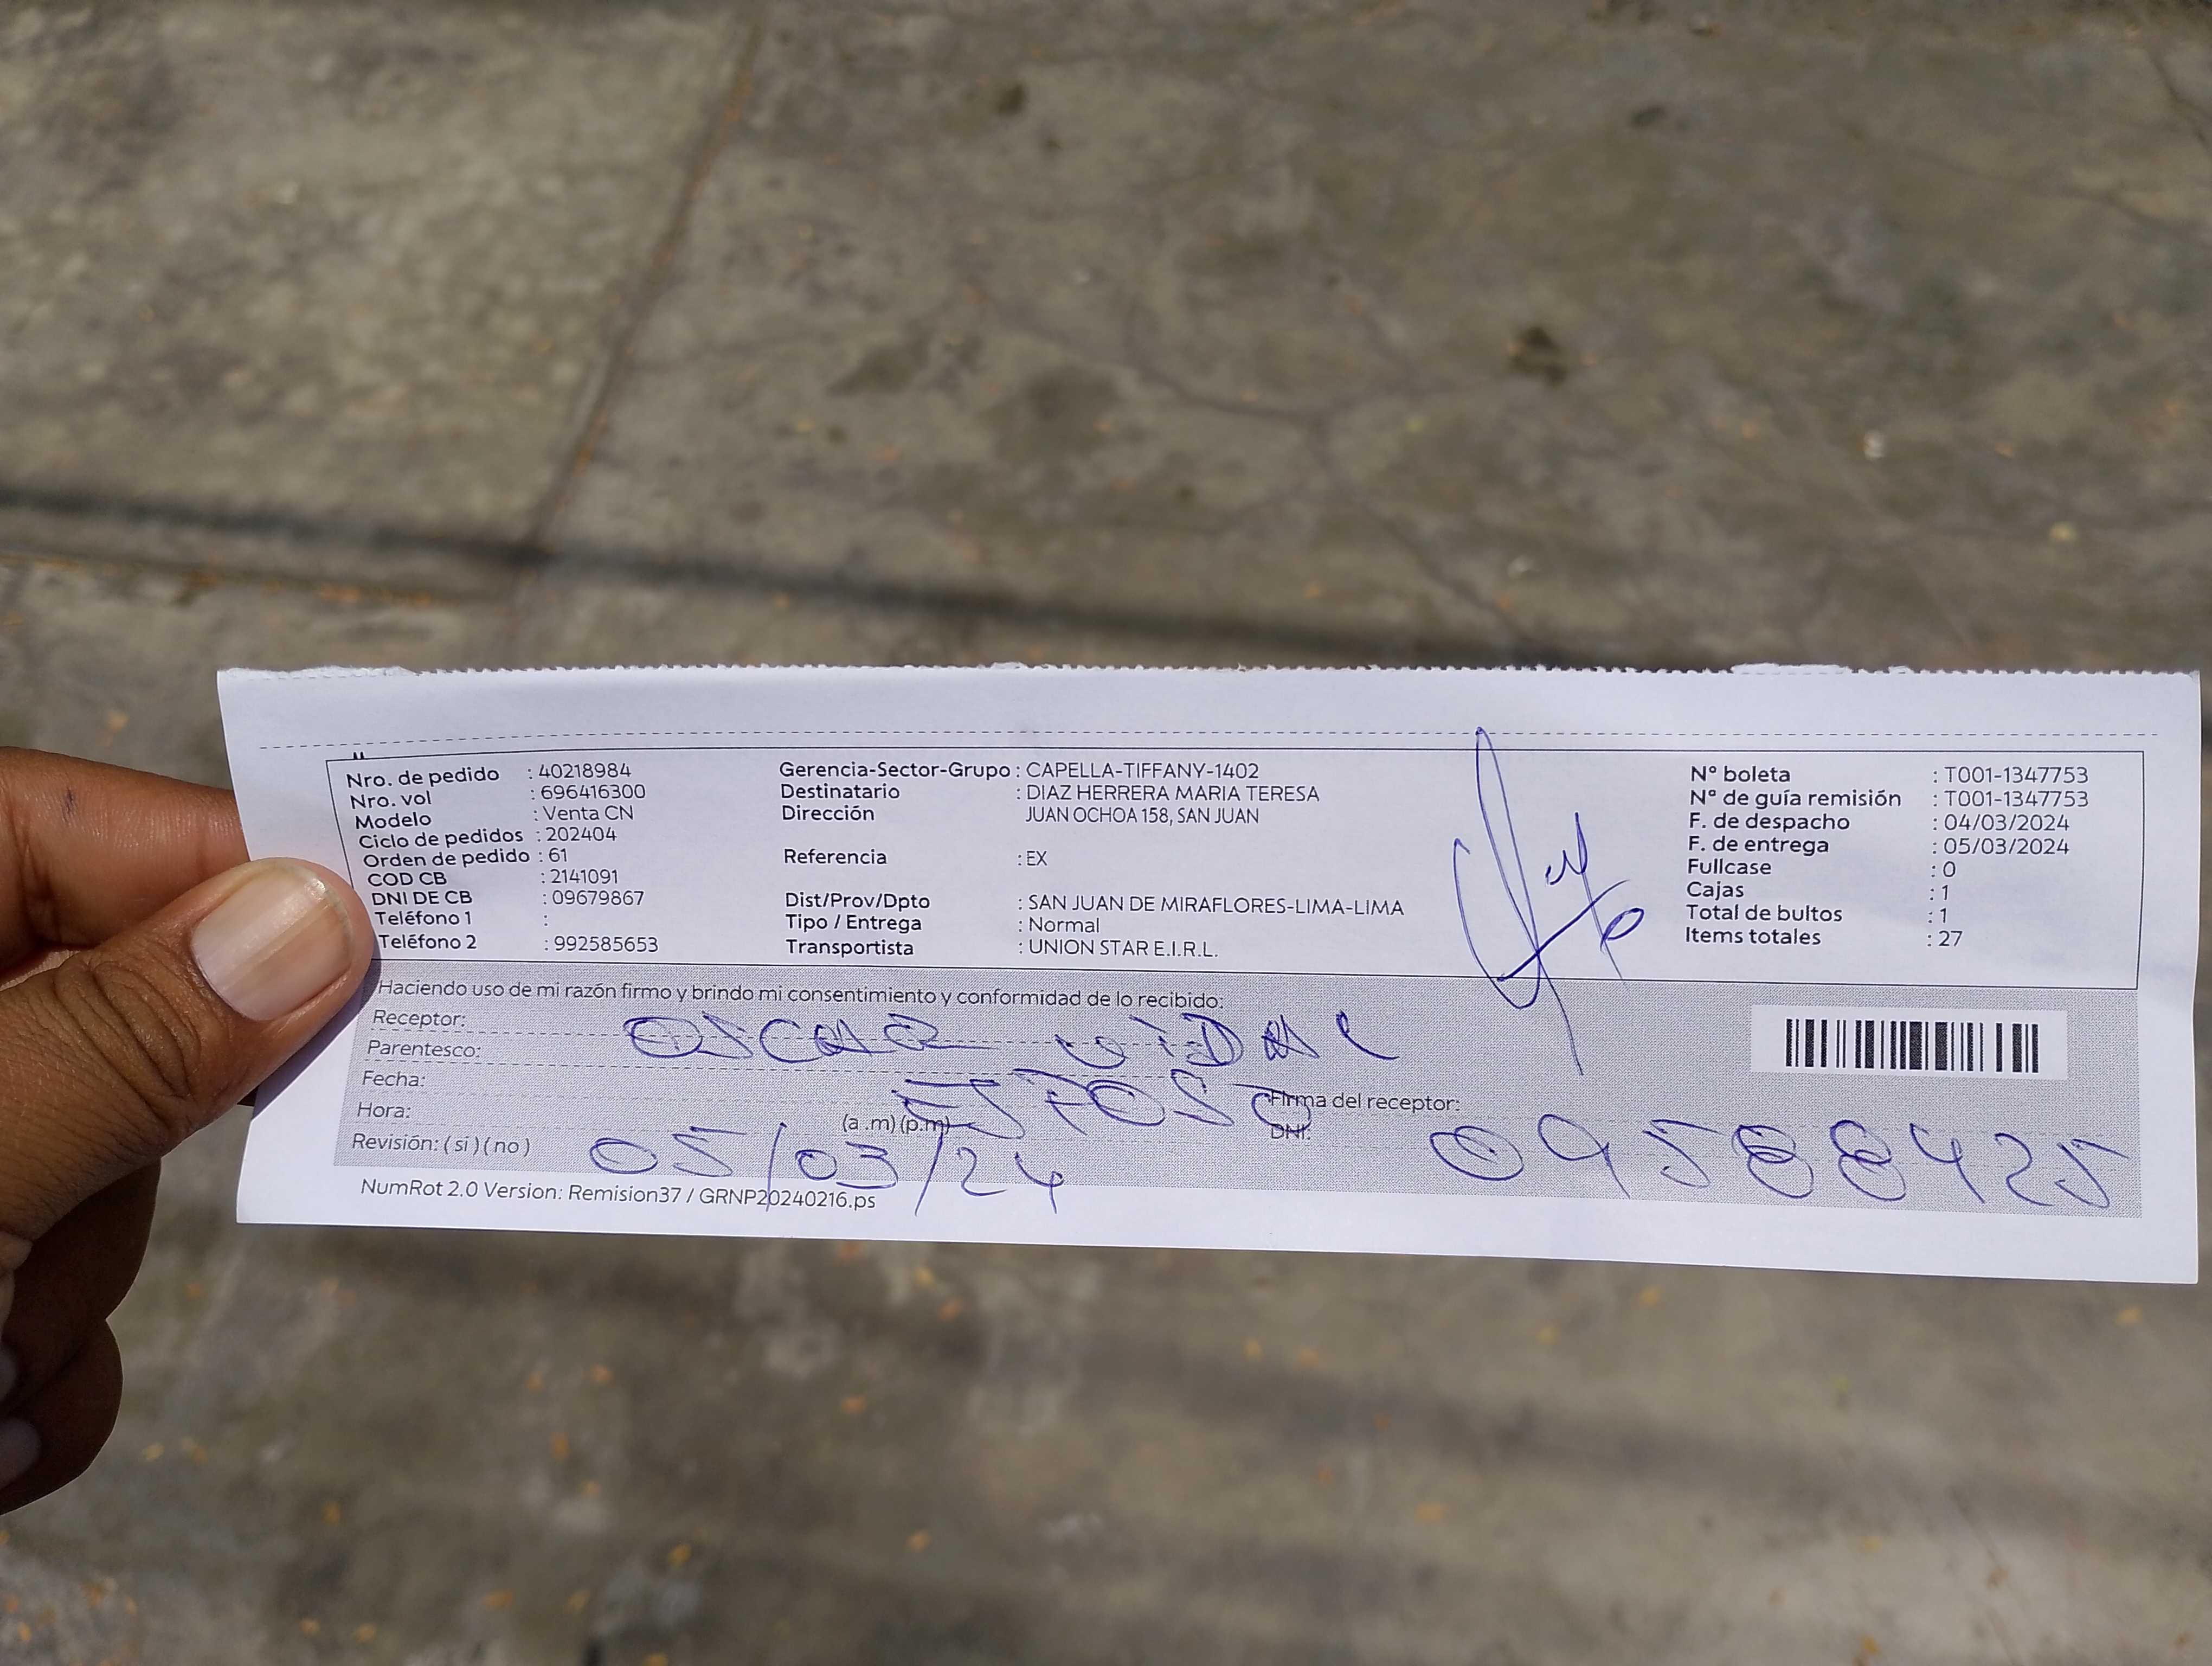 Nro. de pedido : 40218984
Nro. vol : 696416300
Modelo : Venta CN
Ciclo de pedidos : 202404
Orden de pedido : 61
COD CB : 2141091
DNI DE CB : 09679867
Teléfono 1 :
Teléfono 2 : 992585653
Gerencia-Sector-Grupo : CAPELLA-TIFFANY-1402
Destinatario : DIAZ HERRERA MARIA TERESA
Dirección JUAN OCHOA 158, SAN JUAN
Referencia : EX
Dist/Prov/Dpto : SAN JUAN DE MIRAFLORES-LIMA-LIMA
Tipo / Entrega : Normal
Transportista : UNION STAR E.I.R.L.
N° boleta : T001-1347753
N° de guía remisión : T001-1347753
F. de despacho : 04/03/2024
F. de entrega : 05/03/2024
Fullcase : 0
Cajas : 1
Total de bultos : 1
Items totales : 27
Haciendo uso de mi razón firmo y brindo mi consentimiento y conformidad de lo recibido:
Receptor: OSCAR VIDAL
Parentesco: ESPOSO
Fecha:
Hora: (a .m) (p.m)
Firma del receptor:
DNI: 09588425
Revisión: ( si ) ( no ) 05/03/24
NumRot 2.0 Version: Remision37 / GRNP20240216.ps